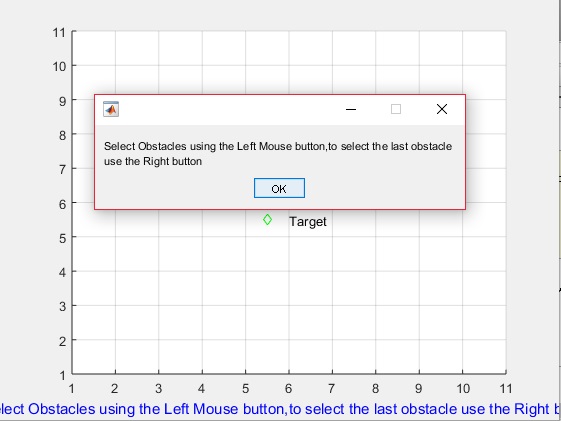 11
10
9
Select Obstacles using the Left Mouse button,to select the last obstacle
use the Right button
8
7
OK
6
Target
5
4
3
2
1
1 2 3 4 5 6 7 8 9 10 11
elect Obstacles using the Left Mouse button,to select the last obstacle use the Right b